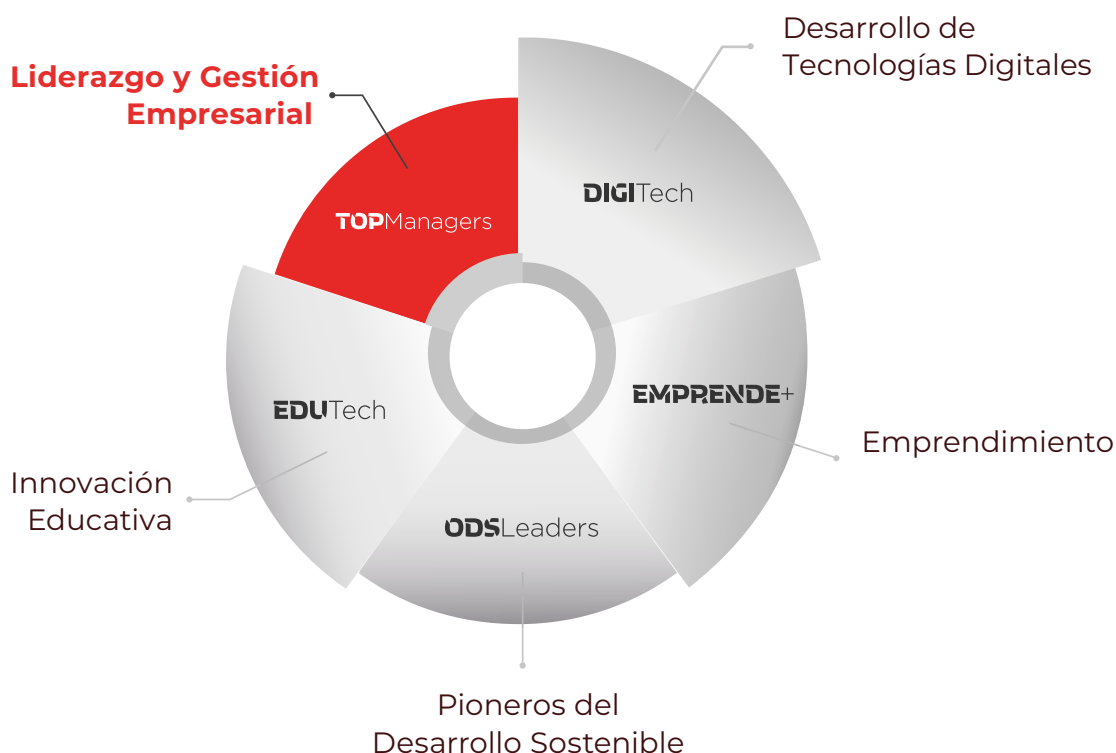 Desarrollo de
Tecnologías Digitales
Liderazgo y Gestión
Empresarial
DIGITech
TOPManagers
EMPRENDE+
EDUTech
Emprendimiento
Innovación
Educativa
ODSLeaders
Pioneros del
Desarrollo Sostenible